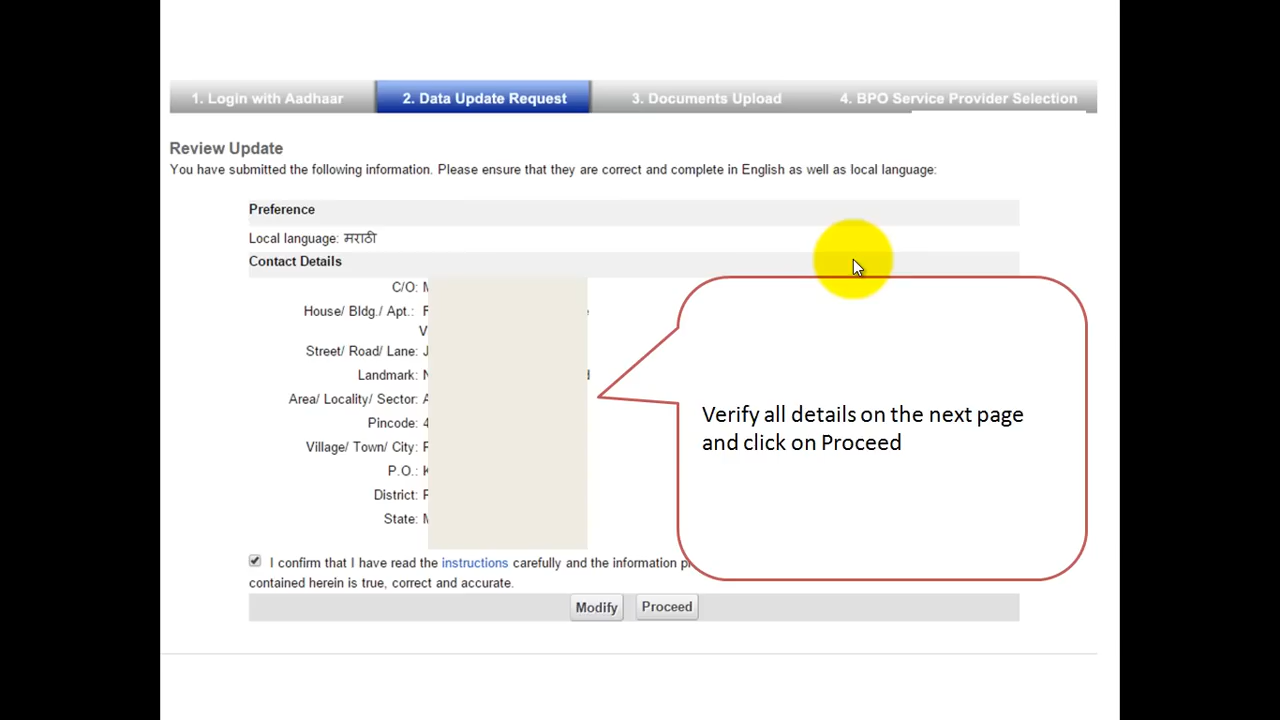 1. Login with Aadhaar 2. Data Update Request 3. Documents Upload 4. BPO Service Provider Selection
Review Update
You have submitted the following information. Please ensure that they are correct and complete in English as well as local language:
Preference
Local language: मराठी
Contact Details
C/O: M
House/ Bldg./ Apt.: F
V
Street/ Road/ Lane: J
Landmark: N d
Area/ Locality/ Sector: A
Pincode: 4
Village/ Town/ City: F
P.O.: K
District: F
State: M
Verify all details on the next page
and click on Proceed
I confirm that I have read the instructions carefully and the information
contained herein is true, correct and accurate.
Modify Proceed